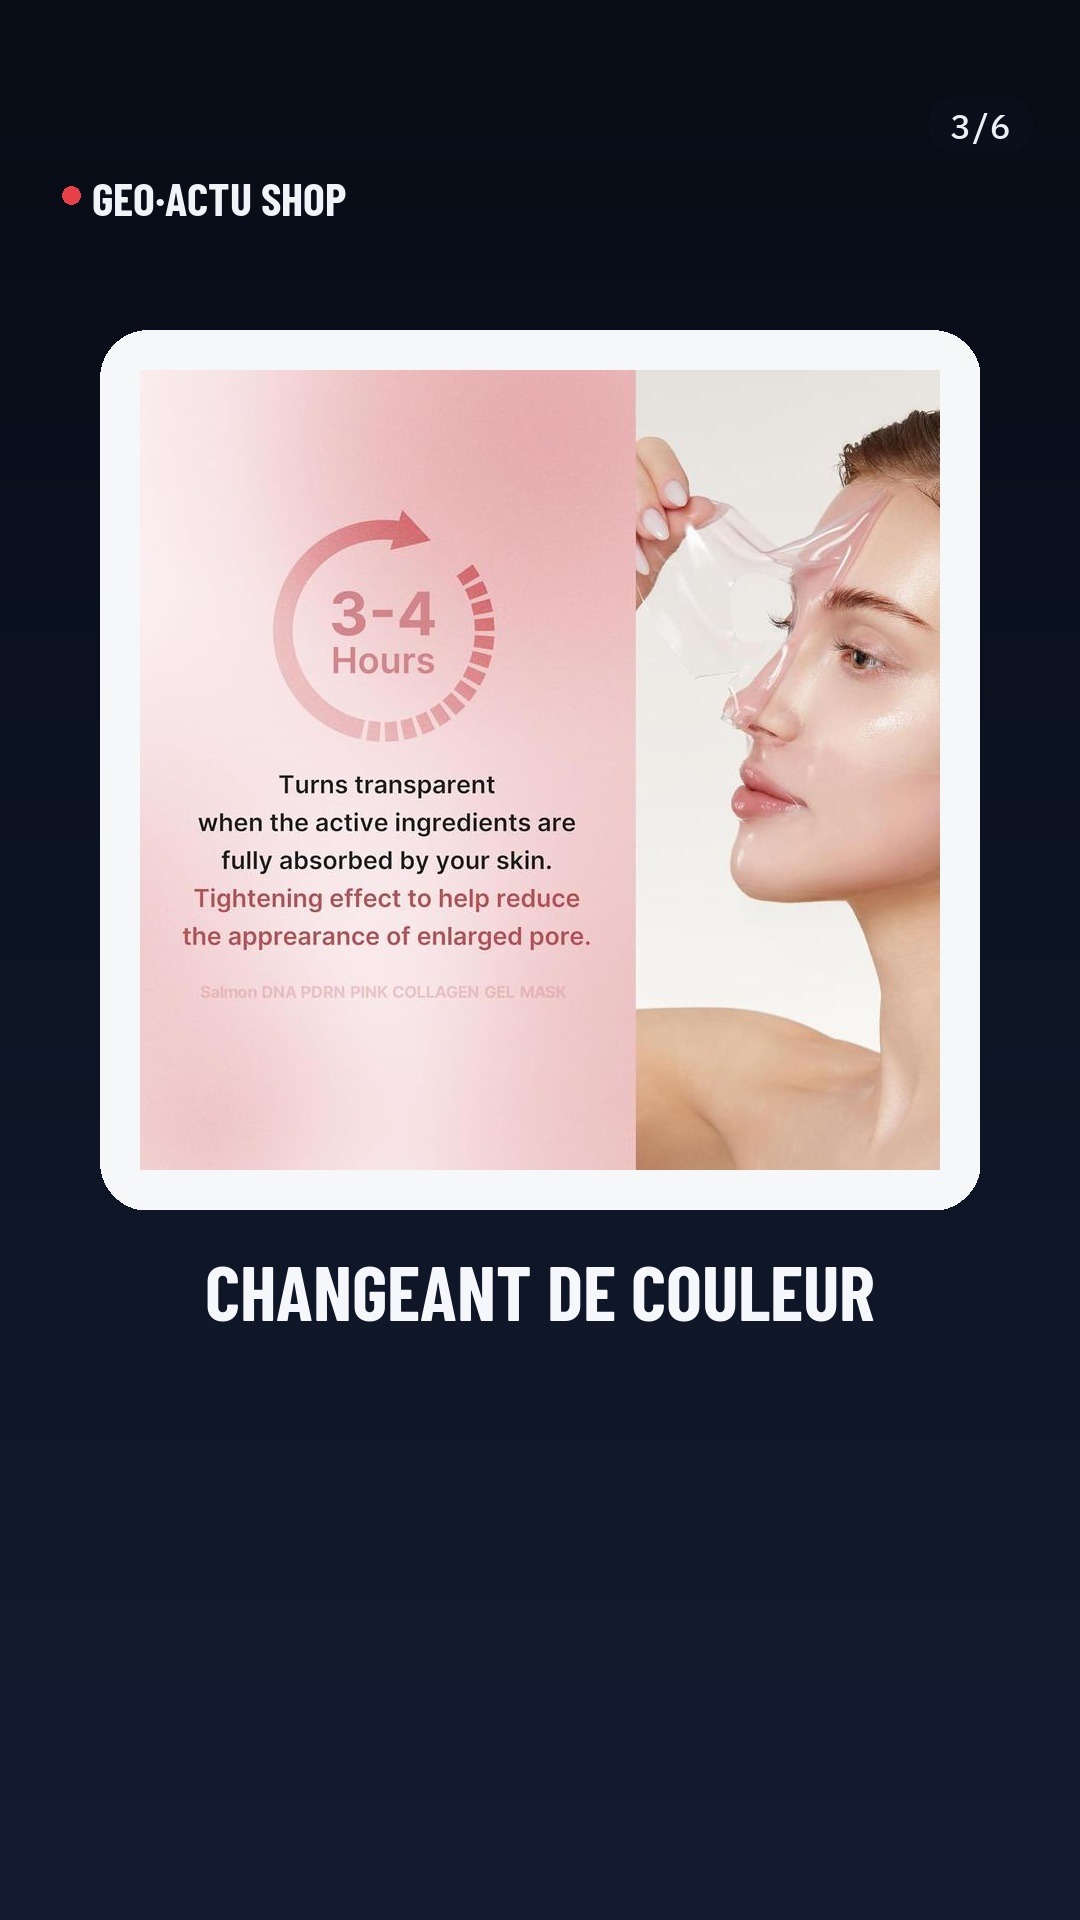 3/6
GEO·ACTU SHOP
3-4
Hours
Turns transparent
when the active ingredients are
fully absorbed by your skin.
Tightening effect to help reduce
the apprearance of enlarged pore.
Salmon DNA PDRN PINK COLLAGEN GEL MASK
CHANGEANT DE COULEUR